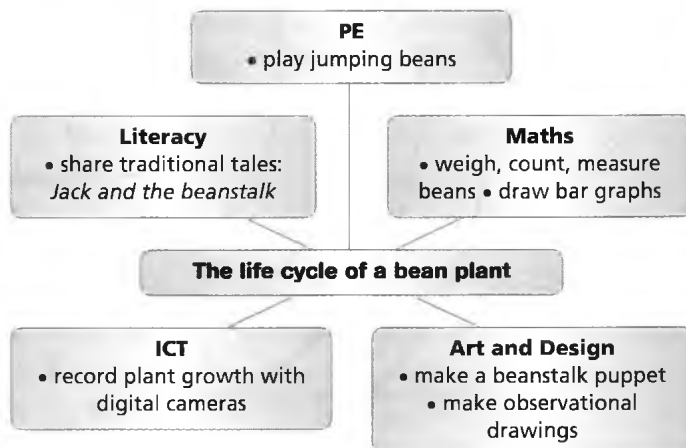 PE
• play jumping beans
Literacy
• share traditional tales:
Jack and the beanstalk
Maths
• weigh, count, measure
beans • draw bar graphs
The life cycle of a bean plant
ICT
• record plant growth with
digital cameras
Art and Design
• make a beanstalk puppet
• make observational
drawings